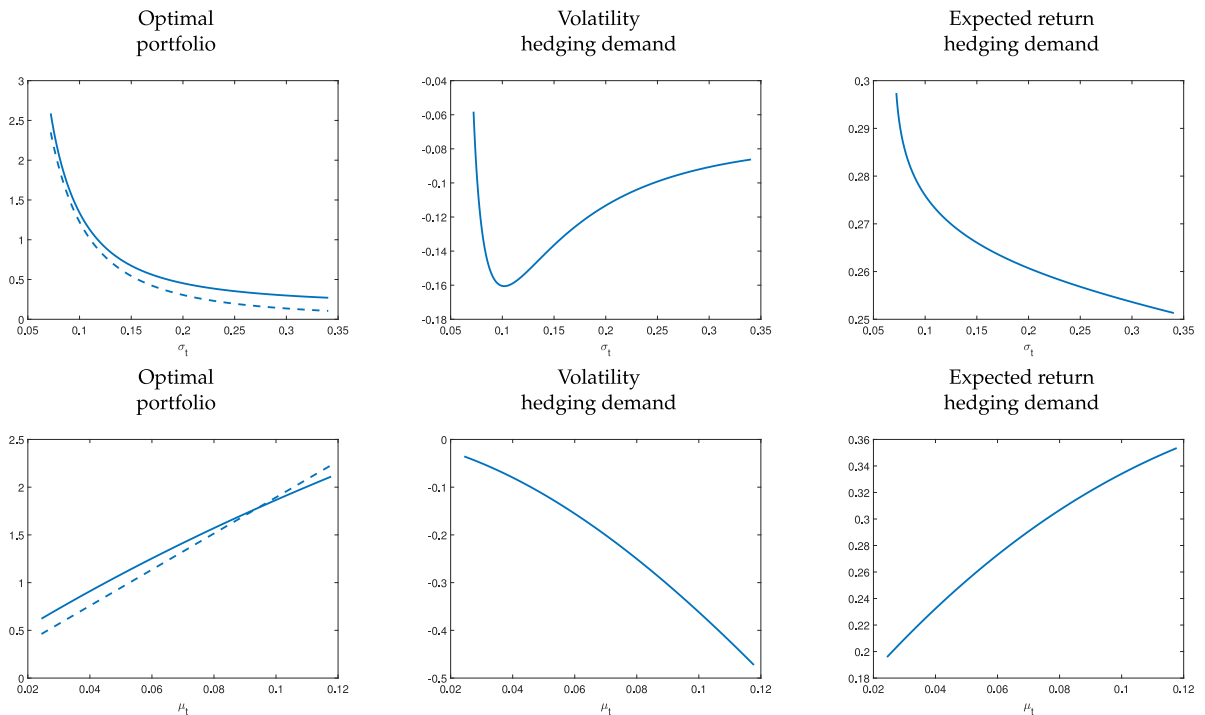 Optimal
portfolio
Volatility
hedging demand
Expected return
hedging demand
3
2.5
2
1.5
1
0.5
0
0.05 0.1 0.15 0.2 0.25 0.3 0.35
σt
-0.04
-0.06
-0.08
-0.1
-0.12
-0.14
-0.16
-0.18
0.05 0.1 0.15 0.2 0.25 0.3 0.35
σt
0.3
0.29
0.28
0.27
0.26
0.25
0.05 0.1 0.15 0.2 0.25 0.3 0.35
σt
Optimal
portfolio
Volatility
hedging demand
Expected return
hedging demand
2.5
2
1.5
1
0.5
0
0.02 0.04 0.06 0.08 0.1 0.12
μt
0
-0.1
-0.2
-0.3
-0.4
-0.5
0.02 0.04 0.06 0.08 0.1 0.12
μt
0.36
0.34
0.32
0.3
0.28
0.26
0.24
0.22
0.2
0.18
0.02 0.04 0.06 0.08 0.1 0.12
μt